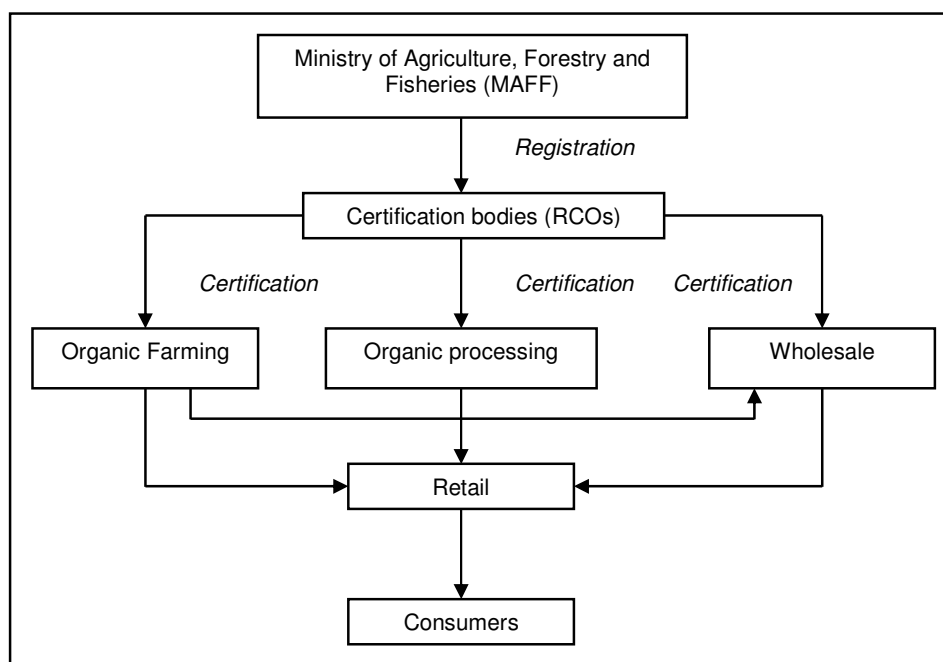 Ministry of Agriculture, Forestry and
Fisheries (MAFF)
Registration
Certification bodies (RCOs)
Certification
Certification
Certification
Organic Farming
Organic processing
Wholesale
Retail
Consumers